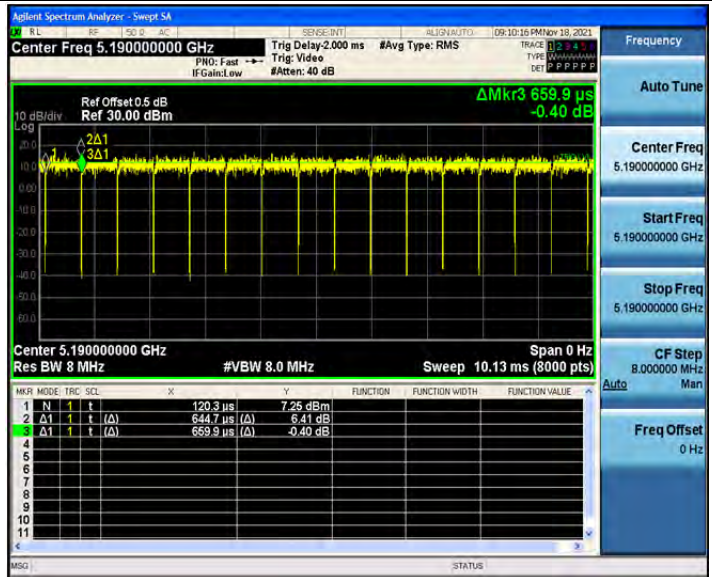 Agilent Spectrum Analyzer - Swept SA
RL RF 50 Ω AC SENSE:INT ALIGNAUTO 09:10:16 PM Nov 18, 2021
Center Freq 5.190000000 GHz
PNO: Fast
IFGain:Low
Trig Delay-2.000 ms
Trig: Video
#Atten: 40 dB
#Avg Type: RMS
TRACE 1 2 3 4 5 6
TYPE
DET P P P P P P
ΔMkr3 659.9 µs
-0.40 dB
Ref Offset 0.5 dB
10 dB/div Ref 30.00 dBm
Log
20.0
10.0
0.00
-10.0
-20.0
-30.0
-40.0
-50.0
-60.0
1
2Δ1
3Δ1
Center 5.190000000 GHz Span 0 Hz
Res BW 8 MHz #VBW 8.0 MHz Sweep 10.13 ms (8000 pts)
MKR MODE TRC SCL X Y FUNCTION FUNCTION WIDTH FUNCTION VALUE
1 N 1 t 120.3 µs 7.25 dBm
2 Δ1 1 t (Δ) 644.7 µs (Δ) 6.41 dB
3 Δ1 1 t (Δ) 659.9 µs (Δ) -0.40 dB
4
5
6
7
8
9
10
11
MSG STATUS
Frequency
Auto Tune
Center Freq
5.190000000 GHz
Start Freq
5.190000000 GHz
Stop Freq
5.190000000 GHz
CF Step
8.000000 MHz
Auto Man
Freq Offset
0 Hz